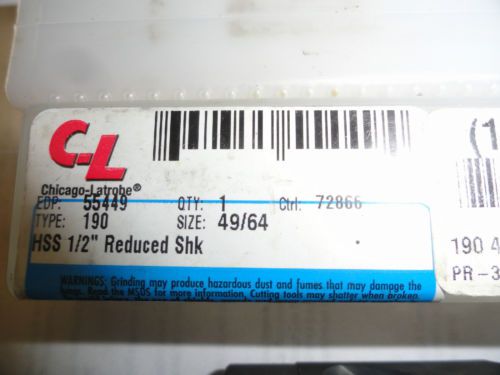 C-L
Chicago-Latrobe®
EDP: 55449 QTY: 1 Ctrl: 72866
TYPE: 190 SIZE: 49/64
HSS 1/2" Reduced Shk
WARNINGS: Grinding may produce hazardous dust and fumes that may damage the
lungs. Read the MSDS for more information. Cutting tools may shatter when broken.
(1
190 4
PR-3